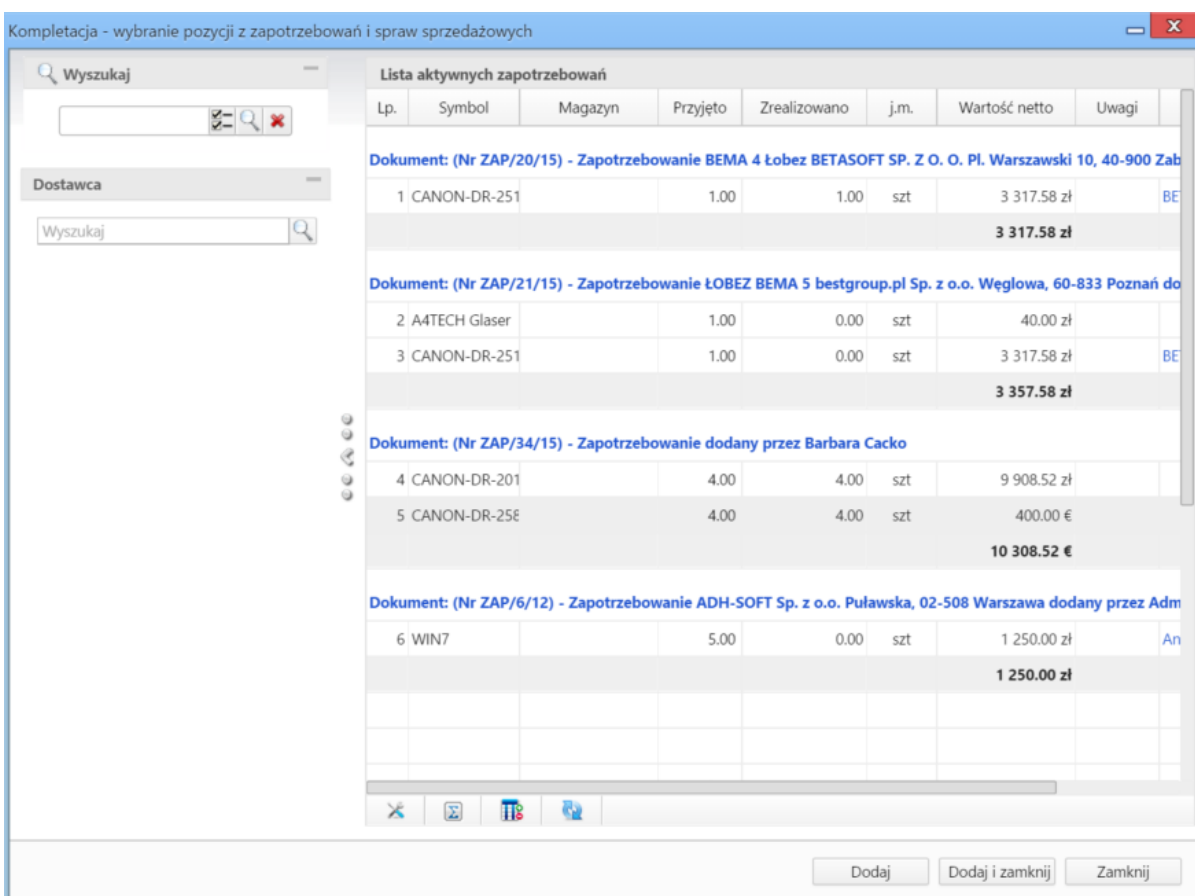 Kompletacja - wybranie pozycji z zapotrzebowań i spraw sprzedażowych
Wyszukaj
Dostawca
Wyszukaj
Lista aktywnych zapotrzebowań
Lp. Symbol Magazyn Przyjęto Zrealizowano j.m. Wartość netto Uwagi
Dokument: (Nr ZAP/20/15) - Zapotrzebowanie BEMA 4 Łobez BETASOFT SP. Z O. O. Pl. Warszawski 10, 40-900 Zab
1 CANON-DR-251 1.00 1.00 szt 3 317.58 zł BE
3 317.58 zł
Dokument: (Nr ZAP/21/15) - Zapotrzebowanie ŁOBEZ BEMA 5 bestgroup.pl Sp. z o.o. Węglowa, 60-833 Poznań do
2 A4TECH Glaser 1.00 0.00 szt 40.00 zł
3 CANON-DR-251 1.00 0.00 szt 3 317.58 zł BE
3 357.58 zł
Dokument: (Nr ZAP/34/15) - Zapotrzebowanie dodany przez Barbara Cacko
4 CANON-DR-201 4.00 4.00 szt 9 908.52 zł
5 CANON-DR-258 4.00 4.00 szt 400.00 €
10 308.52 €
Dokument: (Nr ZAP/6/12) - Zapotrzebowanie ADH-SOFT Sp. z o.o. Puławska, 02-508 Warszawa dodany przez Adm
6 WIN7 5.00 0.00 szt 1 250.00 zł An
1 250.00 zł
Dodaj Dodaj i zamknij Zamknij